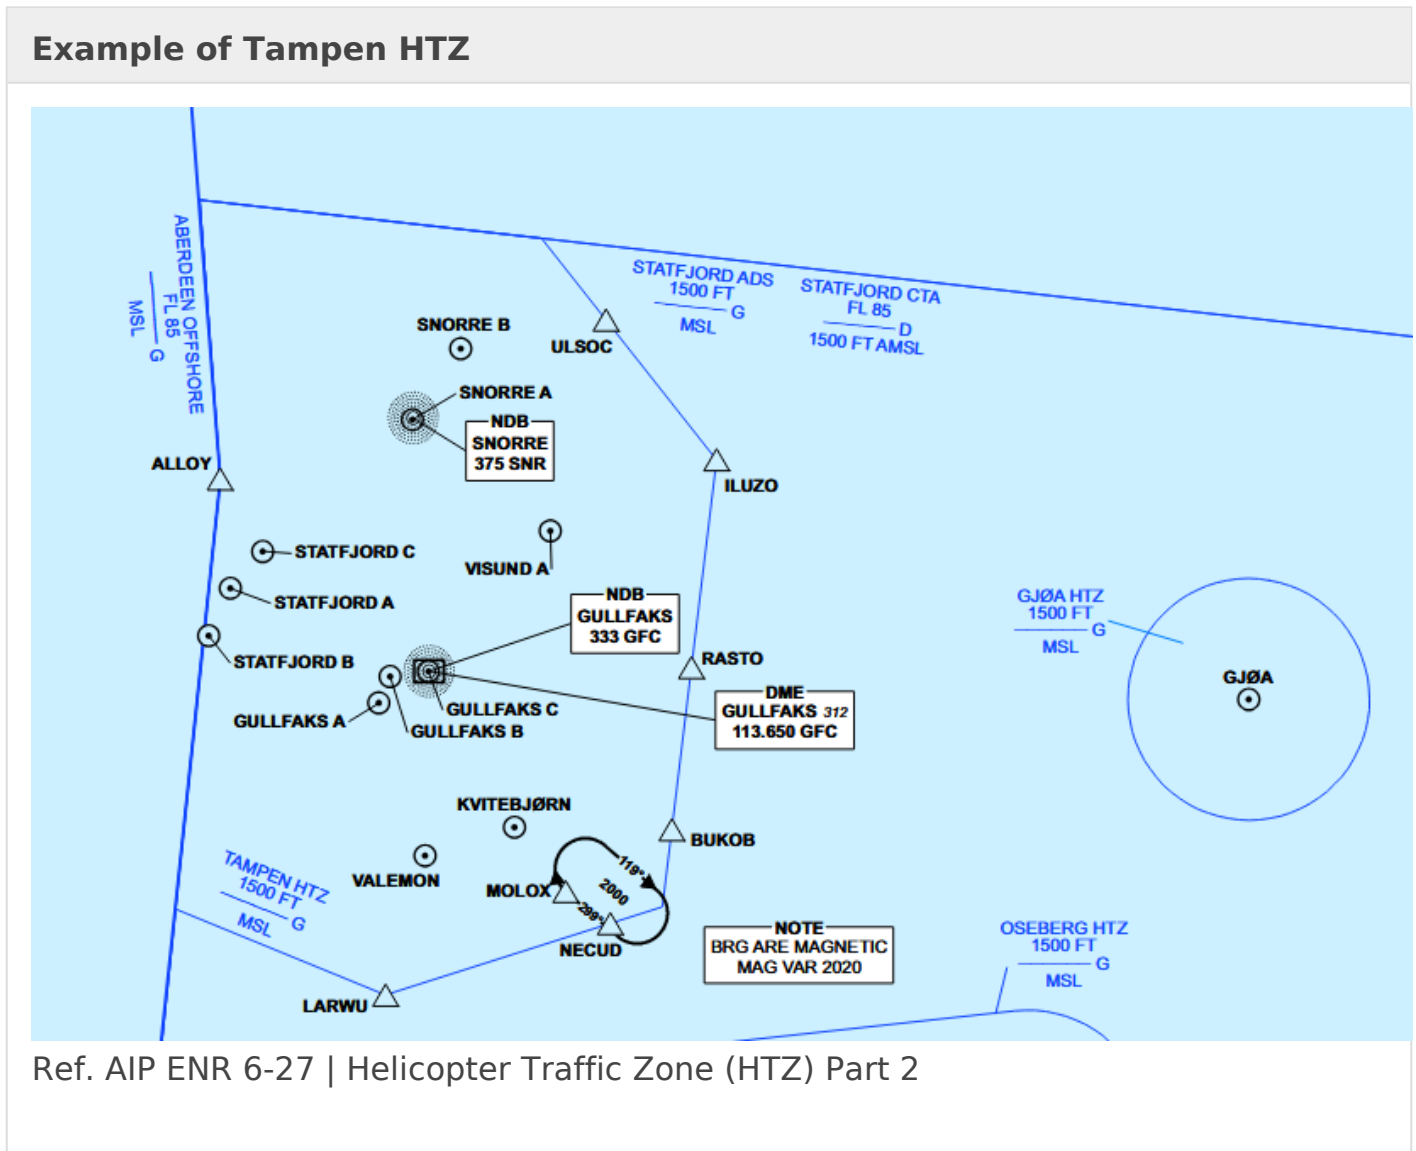 Example of Tampen HTZ
ABERDEEN OFFSHORE
FL 85
G
MSL
STATFJORD ADS
1500 FT
G
MSL
STATFJORD CTA
FL 85
D
1500 FT AMSL
SNORRE B
ULSOC
SNORRE A
NDB
SNORRE
375 SNR
ALLOY
ILUZO
STATFJORD C
VISUND A
STATFJORD A
NDB
GULLFAKS
333 GFC
GJØA HTZ
1500 FT
G
MSL
STATFJORD B
RASTO
GJØA
DME
GULLFAKS 312
113.650 GFC
GULLFAKS C
GULLFAKS A
GULLFAKS B
KVITEBJØRN
BUKOB
VALEMON
TAMPEN HTZ
1500 FT
G
MSL
MOLOX
119°
2000
299°
NECUD
NOTE
BRG ARE MAGNETIC
MAG VAR 2020
OSEBERG HTZ
1500 FT
G
MSL
LARWU
Ref. AIP ENR 6-27 | Helicopter Traffic Zone (HTZ) Part 2